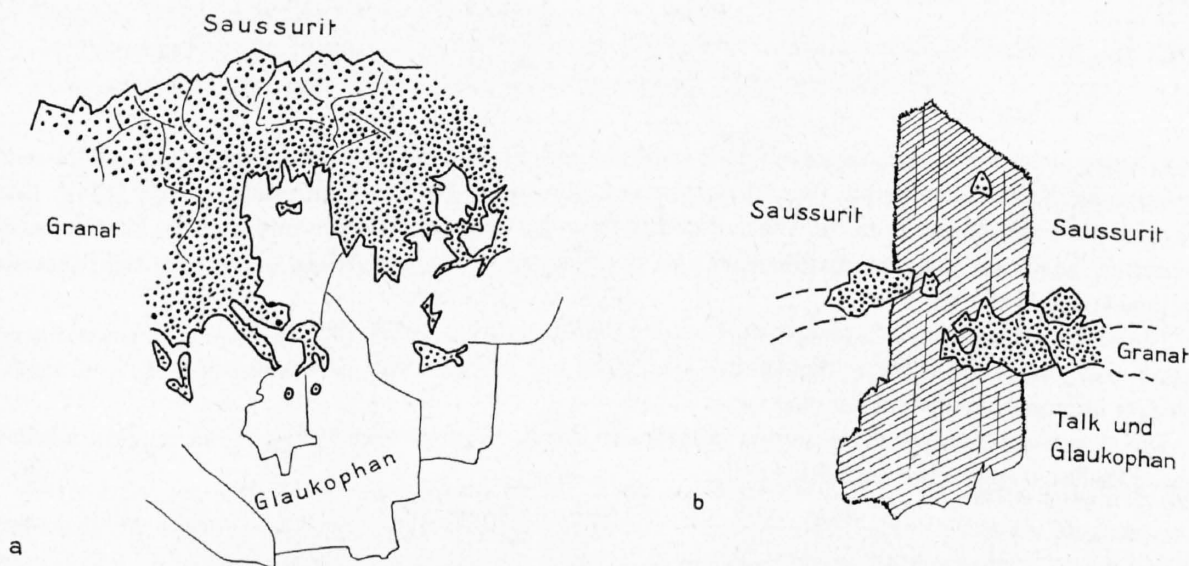 Saussurit
Granat
Glaukophan
a
Saussurit
Saussurit
Granat
Talk und
Glaukophan
b